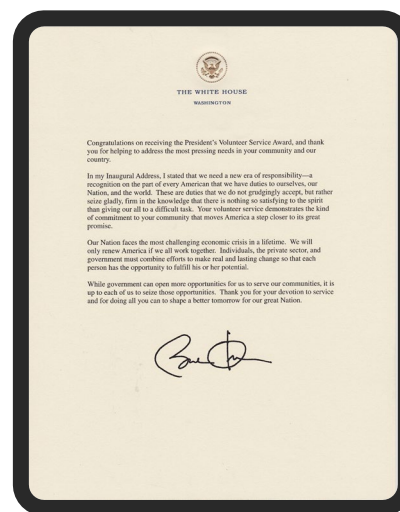 THE WHITE HOUSE
WASHINGTON
Congratulations on receiving the President's Volunteer Service Award, and thank
you for helping to address the most pressing needs in your community and our
country.
In my Inaugural Address, I stated that we need a new era of responsibility—a
recognition on the part of every American that we have duties to ourselves, our
Nation, and the world. These are duties that we do not grudgingly accept, but rather
seize gladly, firm in the knowledge that there is nothing so satisfying to the spirit
than giving our all to a difficult task. Your volunteer service demonstrates the kind
of commitment to your community that moves America a step closer to its great
promise.
Our Nation faces the most challenging economic crisis in a lifetime. We will
only renew America if we all work together. Individuals, the private sector, and
government must combine efforts to make real and lasting change so that each
person has the opportunity to fulfill his or her potential.
While government can open more opportunities for us to serve our communities, it is
up to each of us to seize those opportunities. Thank you for your devotion to service
and for doing all you can to shape a better tomorrow for our great Nation.